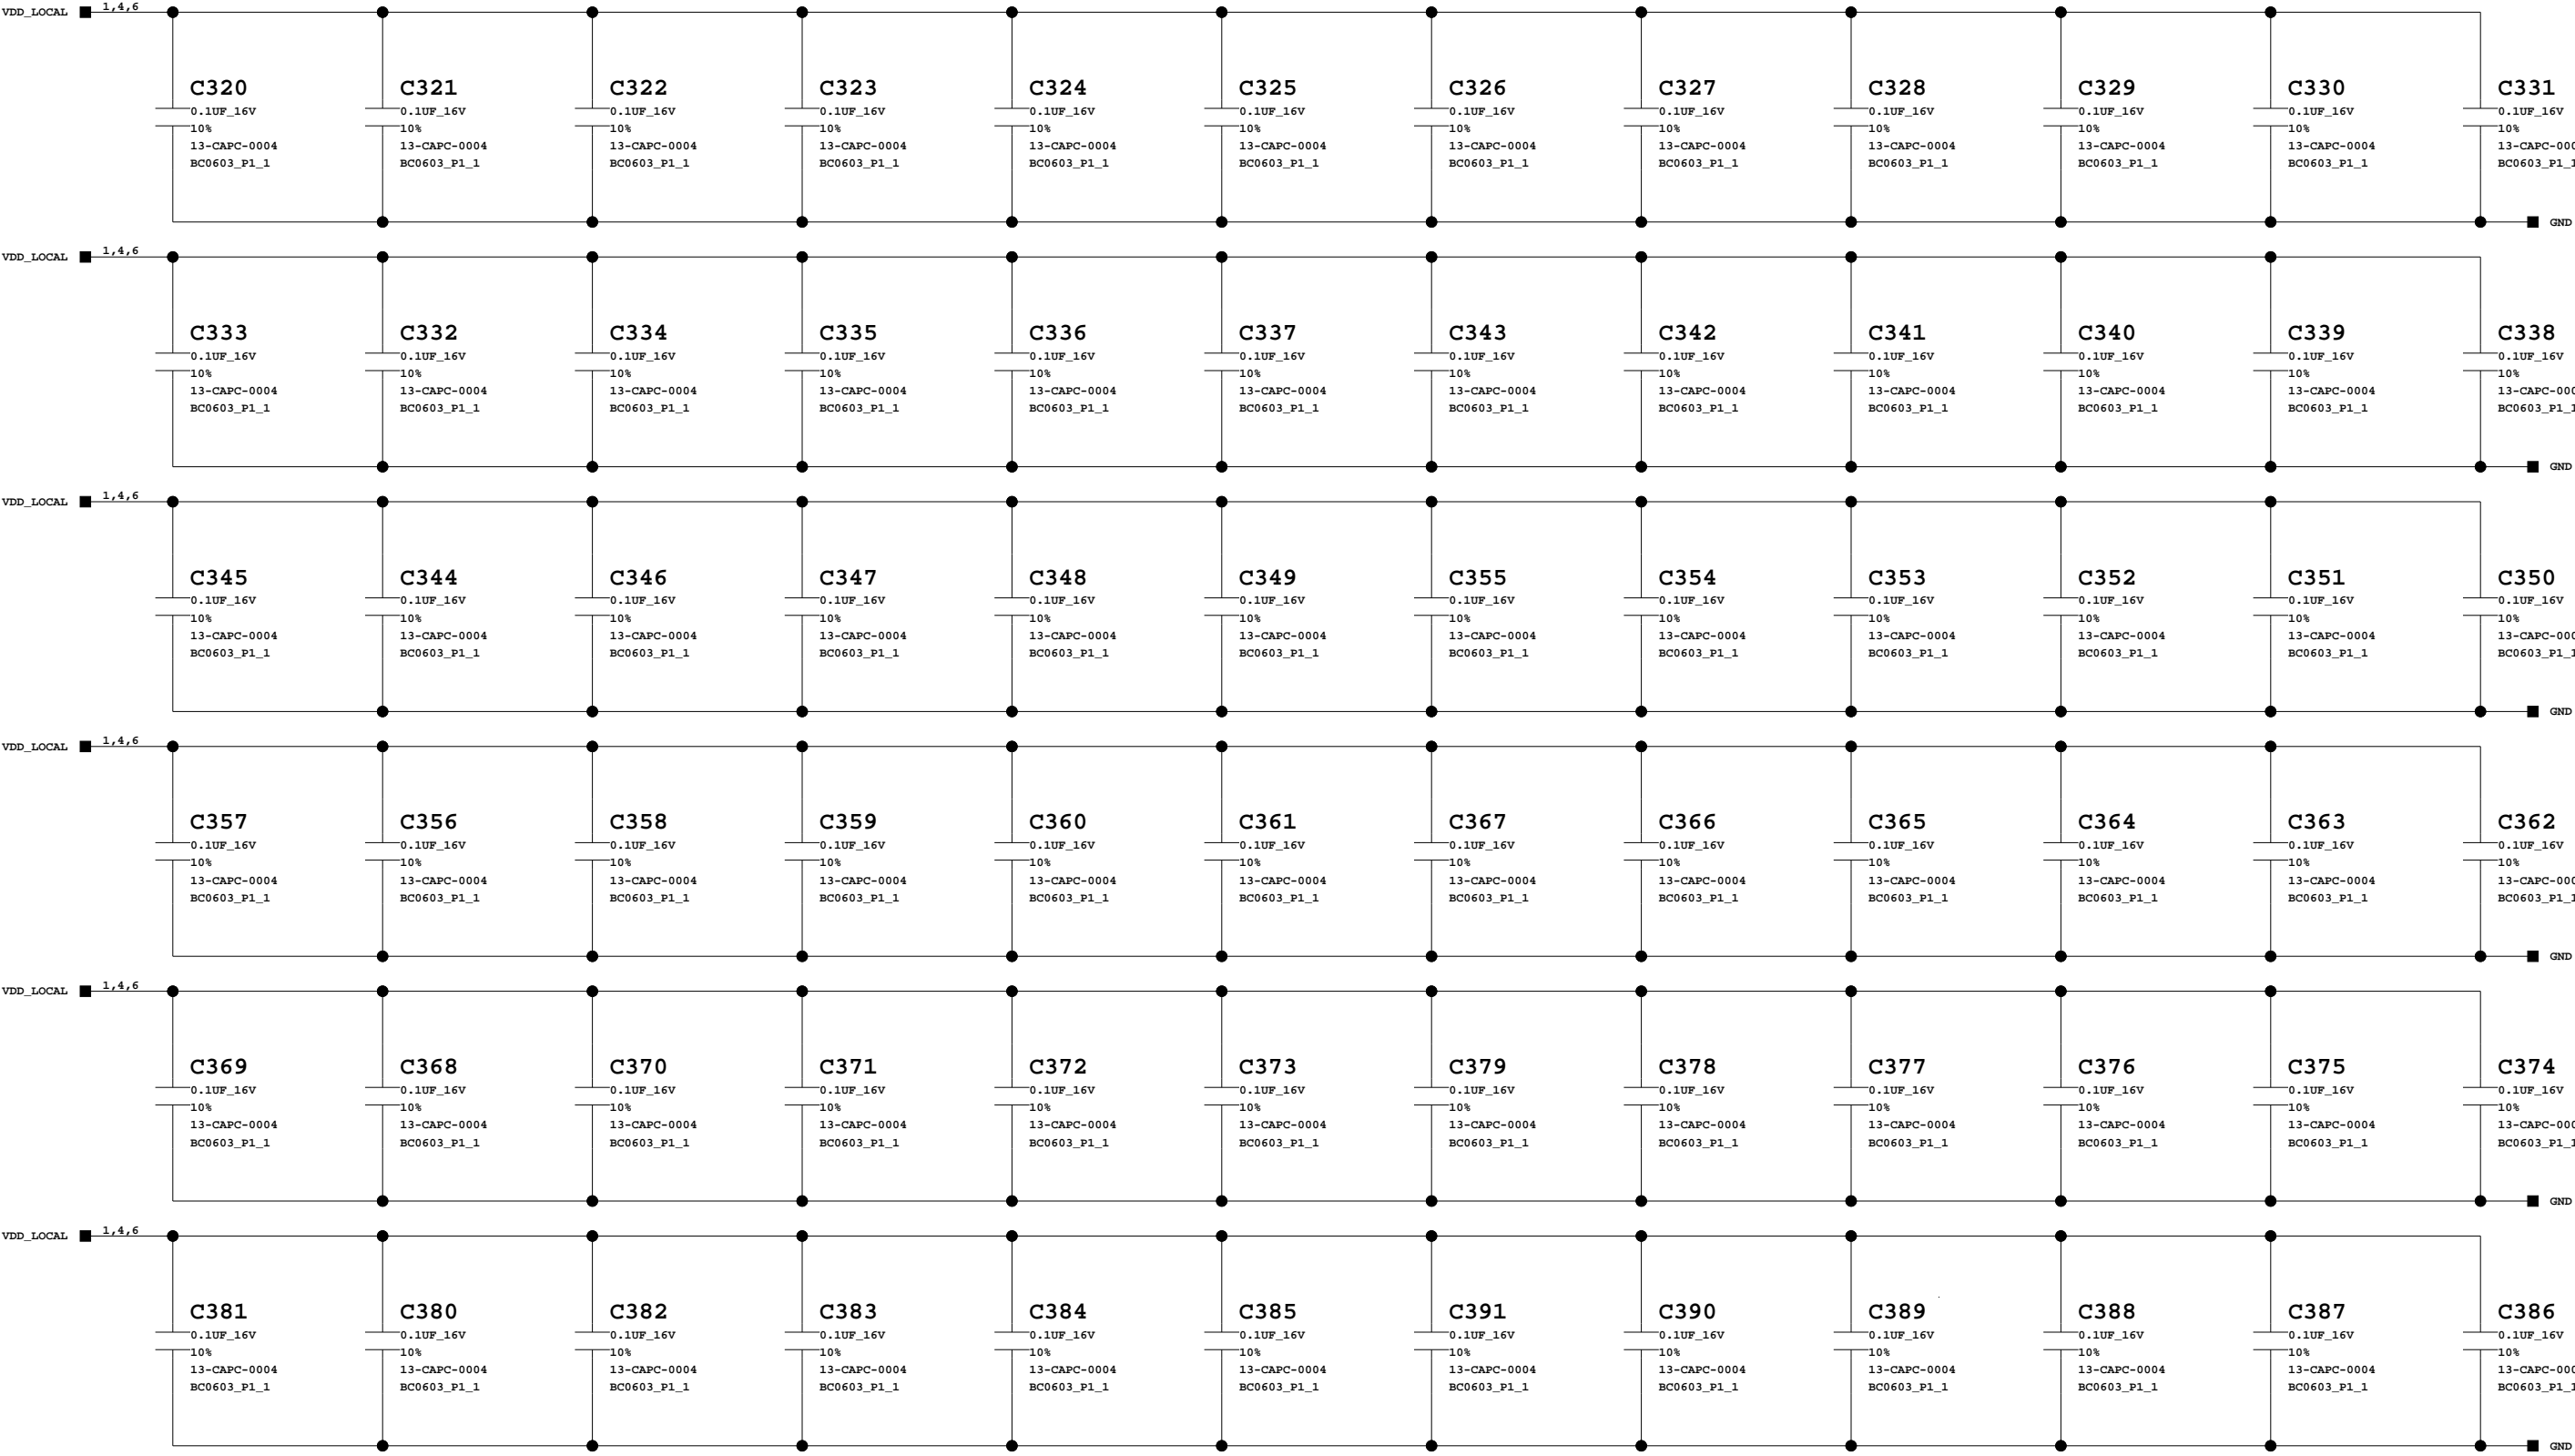 VDD_LOCAL 1,4,6
C320 C321 C322 C323 C324 C325 C326 C327 C328 C329 C330 C331
0.1UF_16V 0.1UF_16V 0.1UF_16V 0.1UF_16V 0.1UF_16V 0.1UF_16V 0.1UF_16V 0.1UF_16V 0.1UF_16V 0.1UF_16V 0.1UF_16V 0.1UF_16V
10% 10% 10% 10% 10% 10% 10% 10% 10% 10% 10% 10%
13-CAPC-0004 13-CAPC-0004 13-CAPC-0004 13-CAPC-0004 13-CAPC-0004 13-CAPC-0004 13-CAPC-0004 13-CAPC-0004 13-CAPC-0004 13-CAPC-0004 13-CAPC-0004 13-CAPC-000
BC0603_P1_1 BC0603_P1_1 BC0603_P1_1 BC0603_P1_1 BC0603_P1_1 BC0603_P1_1 BC0603_P1_1 BC0603_P1_1 BC0603_P1_1 BC0603_P1_1 BC0603_P1_1 BC0603_P1_1
GND
VDD_LOCAL 1,4,6
C333 C332 C334 C335 C336 C337 C343 C342 C341 C340 C339 C338
0.1UF_16V 0.1UF_16V 0.1UF_16V 0.1UF_16V 0.1UF_16V 0.1UF_16V 0.1UF_16V 0.1UF_16V 0.1UF_16V 0.1UF_16V 0.1UF_16V 0.1UF_16V
10% 10% 10% 10% 10% 10% 10% 10% 10% 10% 10% 10%
13-CAPC-0004 13-CAPC-0004 13-CAPC-0004 13-CAPC-0004 13-CAPC-0004 13-CAPC-0004 13-CAPC-0004 13-CAPC-0004 13-CAPC-0004 13-CAPC-0004 13-CAPC-0004 13-CAPC-000
BC0603_P1_1 BC0603_P1_1 BC0603_P1_1 BC0603_P1_1 BC0603_P1_1 BC0603_P1_1 BC0603_P1_1 BC0603_P1_1 BC0603_P1_1 BC0603_P1_1 BC0603_P1_1 BC0603_P1_1
GND
VDD_LOCAL 1,4,6
C345 C344 C346 C347 C348 C349 C355 C354 C353 C352 C351 C350
0.1UF_16V 0.1UF_16V 0.1UF_16V 0.1UF_16V 0.1UF_16V 0.1UF_16V 0.1UF_16V 0.1UF_16V 0.1UF_16V 0.1UF_16V 0.1UF_16V 0.1UF_16V
10% 10% 10% 10% 10% 10% 10% 10% 10% 10% 10% 10%
13-CAPC-0004 13-CAPC-0004 13-CAPC-0004 13-CAPC-0004 13-CAPC-0004 13-CAPC-0004 13-CAPC-0004 13-CAPC-0004 13-CAPC-0004 13-CAPC-0004 13-CAPC-0004 13-CAPC-000
BC0603_P1_1 BC0603_P1_1 BC0603_P1_1 BC0603_P1_1 BC0603_P1_1 BC0603_P1_1 BC0603_P1_1 BC0603_P1_1 BC0603_P1_1 BC0603_P1_1 BC0603_P1_1 BC0603_P1_1
GND
VDD_LOCAL 1,4,6
C357 C356 C358 C359 C360 C361 C367 C366 C365 C364 C363 C362
0.1UF_16V 0.1UF_16V 0.1UF_16V 0.1UF_16V 0.1UF_16V 0.1UF_16V 0.1UF_16V 0.1UF_16V 0.1UF_16V 0.1UF_16V 0.1UF_16V 0.1UF_16V
10% 10% 10% 10% 10% 10% 10% 10% 10% 10% 10% 10%
13-CAPC-0004 13-CAPC-0004 13-CAPC-0004 13-CAPC-0004 13-CAPC-0004 13-CAPC-0004 13-CAPC-0004 13-CAPC-0004 13-CAPC-0004 13-CAPC-0004 13-CAPC-0004 13-CAPC-000
BC0603_P1_1 BC0603_P1_1 BC0603_P1_1 BC0603_P1_1 BC0603_P1_1 BC0603_P1_1 BC0603_P1_1 BC0603_P1_1 BC0603_P1_1 BC0603_P1_1 BC0603_P1_1 BC0603_P1_1
GND
VDD_LOCAL 1,4,6
C369 C368 C370 C371 C372 C373 C379 C378 C377 C376 C375 C374
0.1UF_16V 0.1UF_16V 0.1UF_16V 0.1UF_16V 0.1UF_16V 0.1UF_16V 0.1UF_16V 0.1UF_16V 0.1UF_16V 0.1UF_16V 0.1UF_16V 0.1UF_16V
10% 10% 10% 10% 10% 10% 10% 10% 10% 10% 10% 10%
13-CAPC-0004 13-CAPC-0004 13-CAPC-0004 13-CAPC-0004 13-CAPC-0004 13-CAPC-0004 13-CAPC-0004 13-CAPC-0004 13-CAPC-0004 13-CAPC-0004 13-CAPC-0004 13-CAPC-000
BC0603_P1_1 BC0603_P1_1 BC0603_P1_1 BC0603_P1_1 BC0603_P1_1 BC0603_P1_1 BC0603_P1_1 BC0603_P1_1 BC0603_P1_1 BC0603_P1_1 BC0603_P1_1 BC0603_P1_1
GND
VDD_LOCAL 1,4,6
C381 C380 C382 C383 C384 C385 C391 C390 C389 C388 C387 C386
0.1UF_16V 0.1UF_16V 0.1UF_16V 0.1UF_16V 0.1UF_16V 0.1UF_16V 0.1UF_16V 0.1UF_16V 0.1UF_16V 0.1UF_16V 0.1UF_16V 0.1UF_16V
10% 10% 10% 10% 10% 10% 10% 10% 10% 10% 10% 10%
13-CAPC-0004 13-CAPC-0004 13-CAPC-0004 13-CAPC-0004 13-CAPC-0004 13-CAPC-0004 13-CAPC-0004 13-CAPC-0004 13-CAPC-0004 13-CAPC-0004 13-CAPC-0004 13-CAPC-000
BC0603_P1_1 BC0603_P1_1 BC0603_P1_1 BC0603_P1_1 BC0603_P1_1 BC0603_P1_1 BC0603_P1_1 BC0603_P1_1 BC0603_P1_1 BC0603_P1_1 BC0603_P1_1 BC0603_P1_1
GND